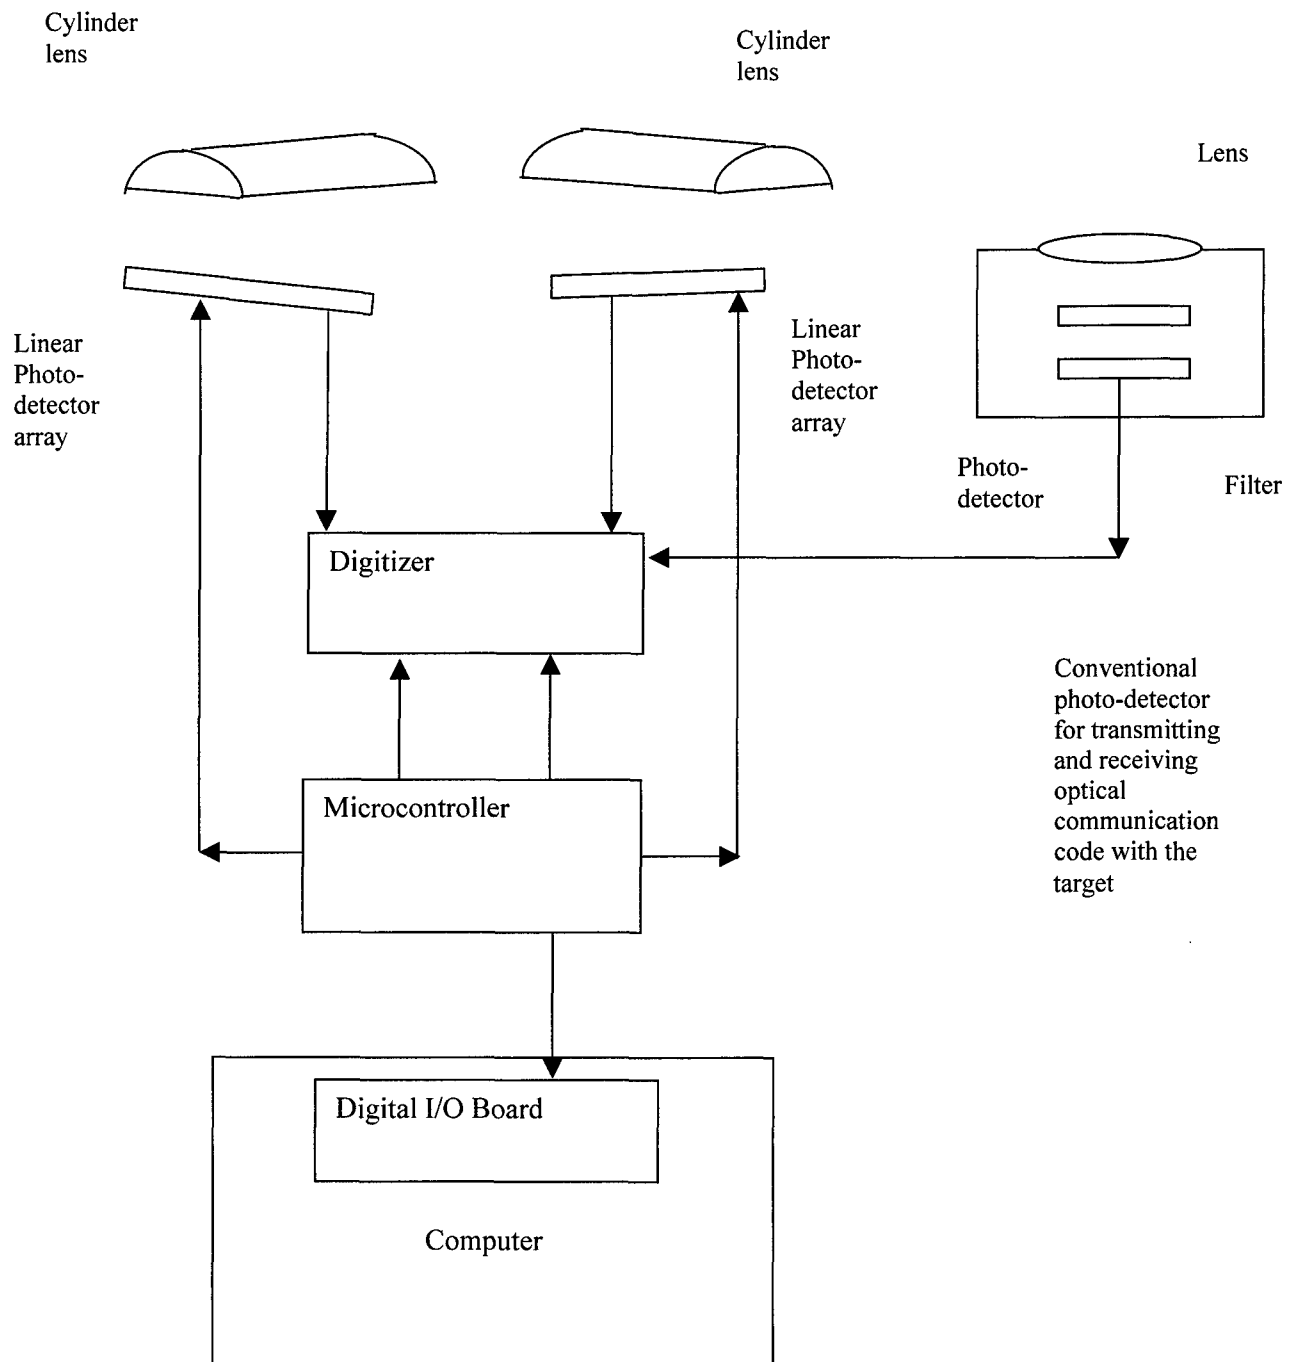 Cylinder
lens
Cylinder
lens
Lens
Linear
Photo-
detector
array
Linear
Photo-
detector
array
Photo-
detector
Filter
Digitizer
Conventional
photo-detector
for transmitting
and receiving
optical
communication
code with the
target
Microcontroller
Digital I/O Board
Computer